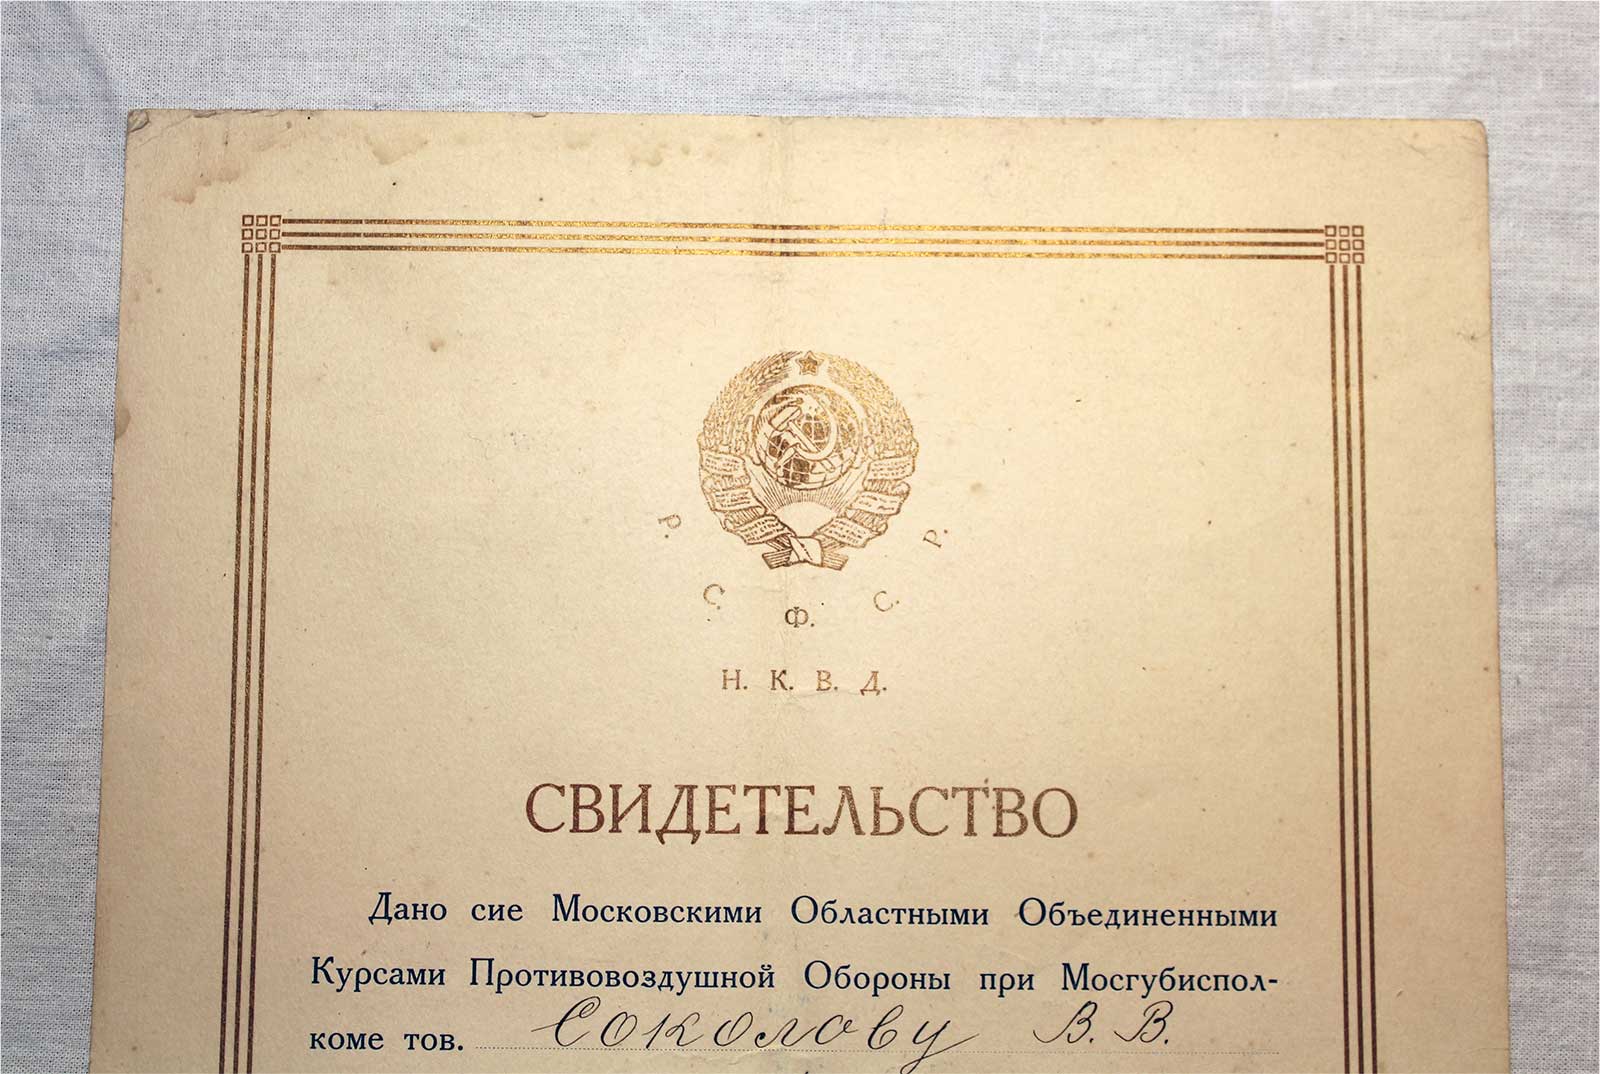 Р. С. Ф. С. Р.
Н. К. В. Д.
СВИДЕТЕЛЬСТВО
Дано сие Московскими Областными Объединенными
Курсами Противовоздушной Обороны при Мосгубиспол-
коме тов. Соколову В. В.